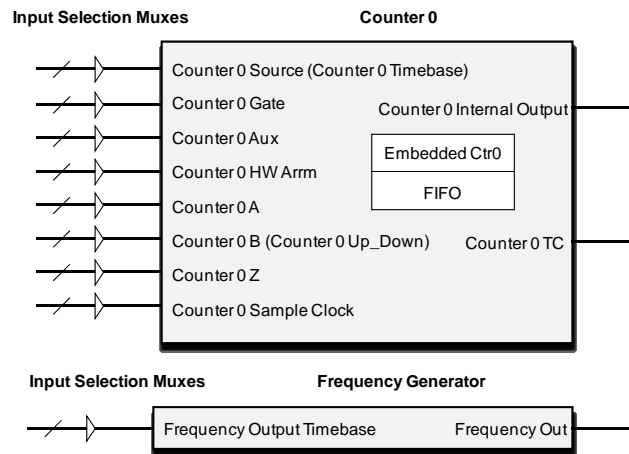 Input Selection Muxes Counter 0
Counter 0 Source (Counter 0 Timebase)
Counter 0 Gate
Counter 0 Internal Output
Counter 0 Aux
Embedded Ctr0
Counter 0 HW Arrm
FIFO
Counter 0 A
Counter 0 B (Counter 0 Up_Down)
Counter 0 TC
Counter 0 Z
Counter 0 Sample Clock
Input Selection Muxes Frequency Generator
Frequency Output Timebase Frequency Out